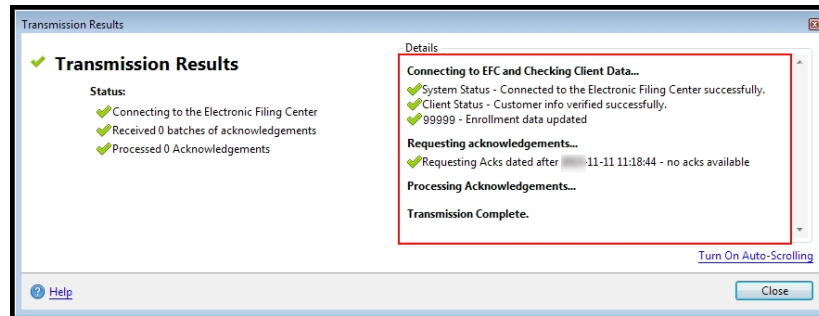 Transmission Results
Transmission Results
Status:
Connecting to the Electronic Filing Center
Received 0 batches of acknowledgements
Processed 0 Acknowledgements
Details
Connecting to EFC and Checking Client Data...
System Status - Connected to the Electronic Filing Center successfully.
Client Status - Customer info verified successfully.
99999 - Enrollment data updated
Requesting acknowledgements...
Requesting Acks dated after -11-11 11:18:44 - no acks available
Processing Acknowledgements...
Transmission Complete.
Turn On Auto-Scrolling
Help
Close